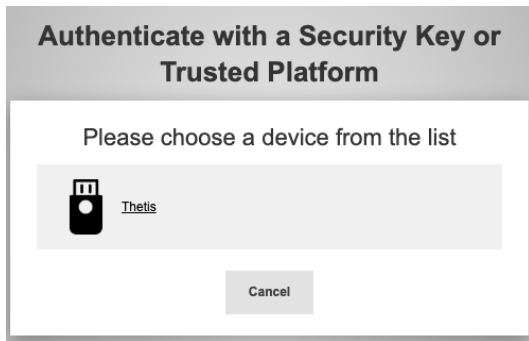 Authenticate with a Security Key or
Trusted Platform
Please choose a device from the list
Thetis
Cancel